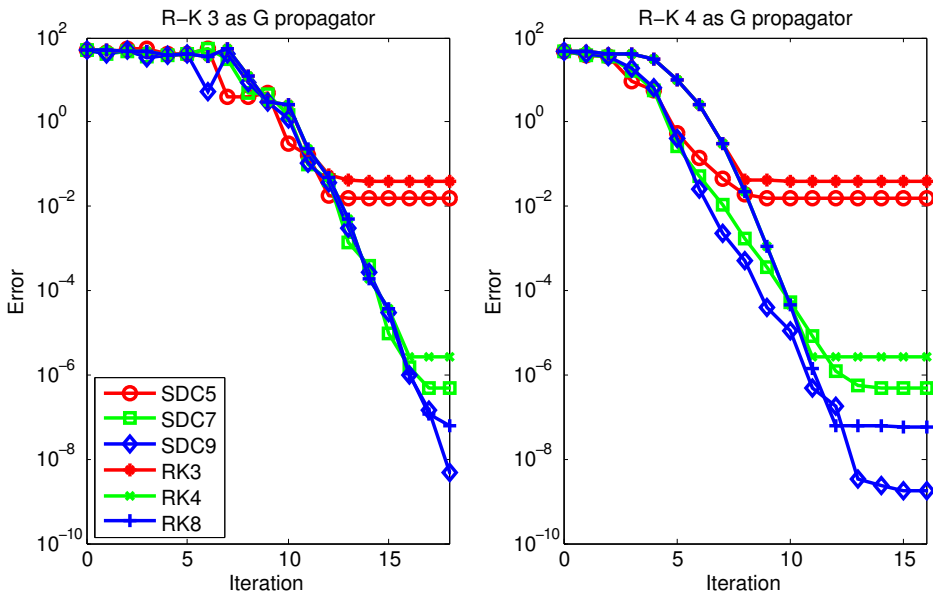 R−K 3 as G propagator
10^2
10^0
10^−2
10^−4
10^−6
10^−8
10^−10
Error
0
5
10
15
Iteration
SDC5
SDC7
SDC9
RK3
RK4
RK8
R−K 4 as G propagator
10^2
10^0
10^−2
10^−4
10^−6
10^−8
10^−10
Error
0
5
10
15
Iteration